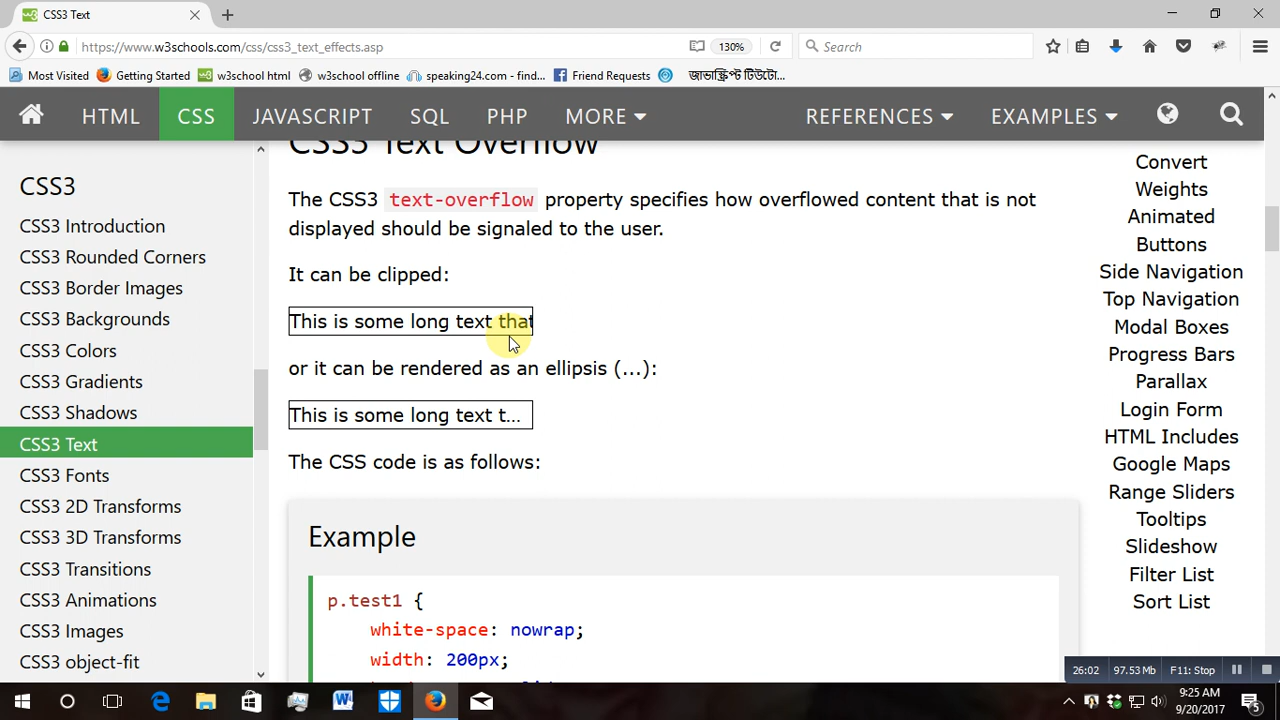 CSS3 Text
https://www.w3schools.com/css/css3_text_effects.asp
130%
Search
Most Visited
Getting Started
w3school html
w3school offline
speaking24.com - find...
Friend Requests
জাভাস্ক্রিপ্ট টিউটো...
HTML
CSS
JAVASCRIPT
SQL
PHP
MORE
REFERENCES
EXAMPLES
CSS3
CSS3 Introduction
CSS3 Rounded Corners
CSS3 Border Images
CSS3 Backgrounds
CSS3 Colors
CSS3 Gradients
CSS3 Shadows
CSS3 Text
CSS3 Fonts
CSS3 2D Transforms
CSS3 3D Transforms
CSS3 Transitions
CSS3 Animations
CSS3 Images
CSS3 object-fit
CSS3 Text Overflow
The CSS3 text-overflow property specifies how overflowed content that is not
displayed should be signaled to the user.
It can be clipped:
This is some long text that
or it can be rendered as an ellipsis (...):
This is some long text t...
The CSS code is as follows:
Example
p.test1 {
white-space: nowrap;
width: 200px;
Convert
Weights
Animated
Buttons
Side Navigation
Top Navigation
Modal Boxes
Progress Bars
Parallax
Login Form
HTML Includes
Google Maps
Range Sliders
Tooltips
Slideshow
Filter List
Sort List
26:02
97.53 Mb
F11: Stop
9:25 AM
9/20/2017
5